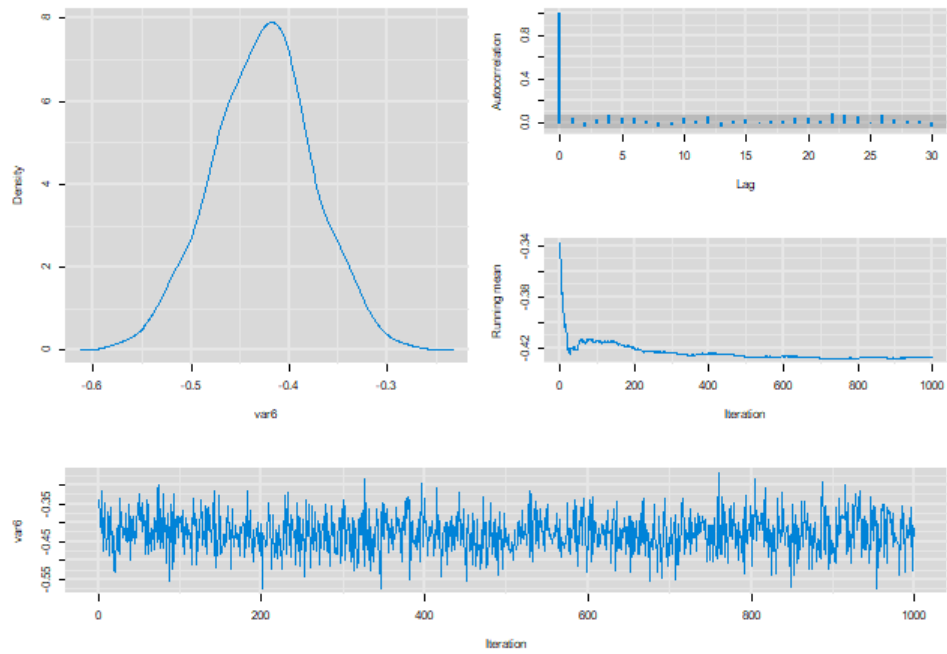 8
6
4
2
0
Density
-0.6 -0.5 -0.4 -0.3
var6
0.8
0.4
0.0
Autocorrelation
0 5 10 15 20 25 30
Lag
-0.34
-0.38
-0.42
Running mean
0 200 400 600 800 1000
Iteration
-0.35
-0.45
-0.55
var6
0 200 400 600 800 1000
Iteration